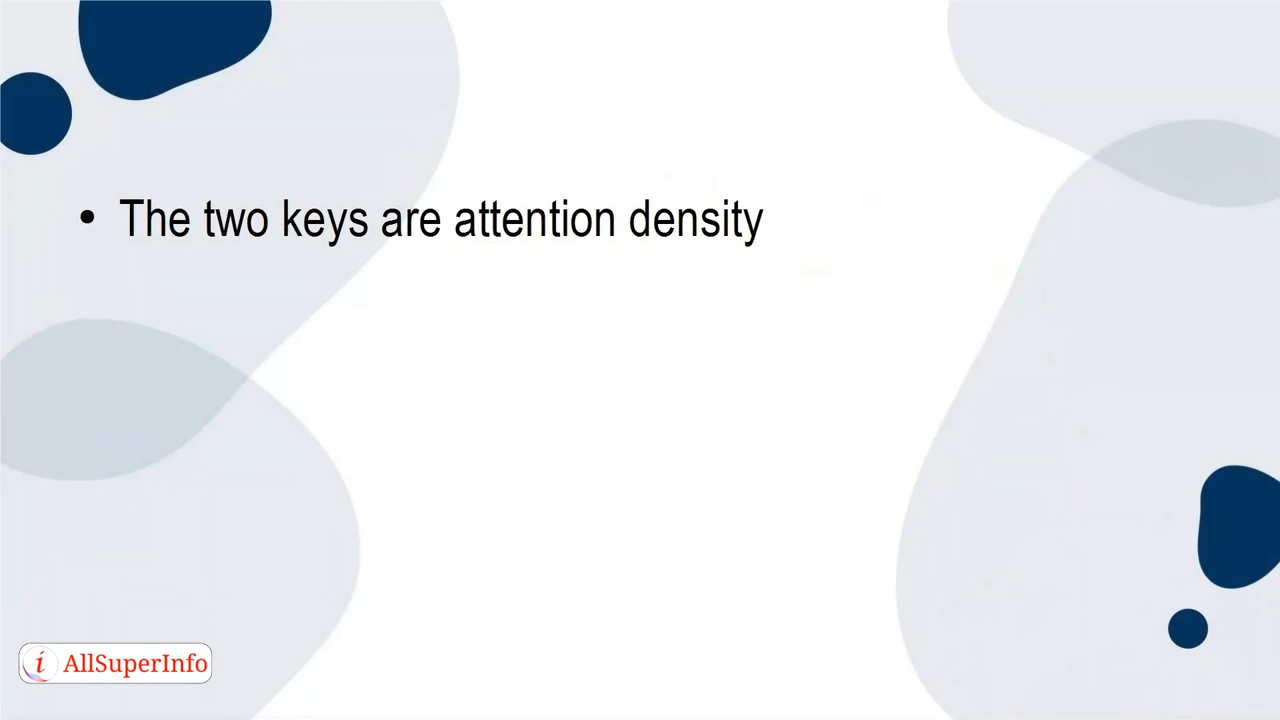 • The two keys are attention density
i AllSuperInfo